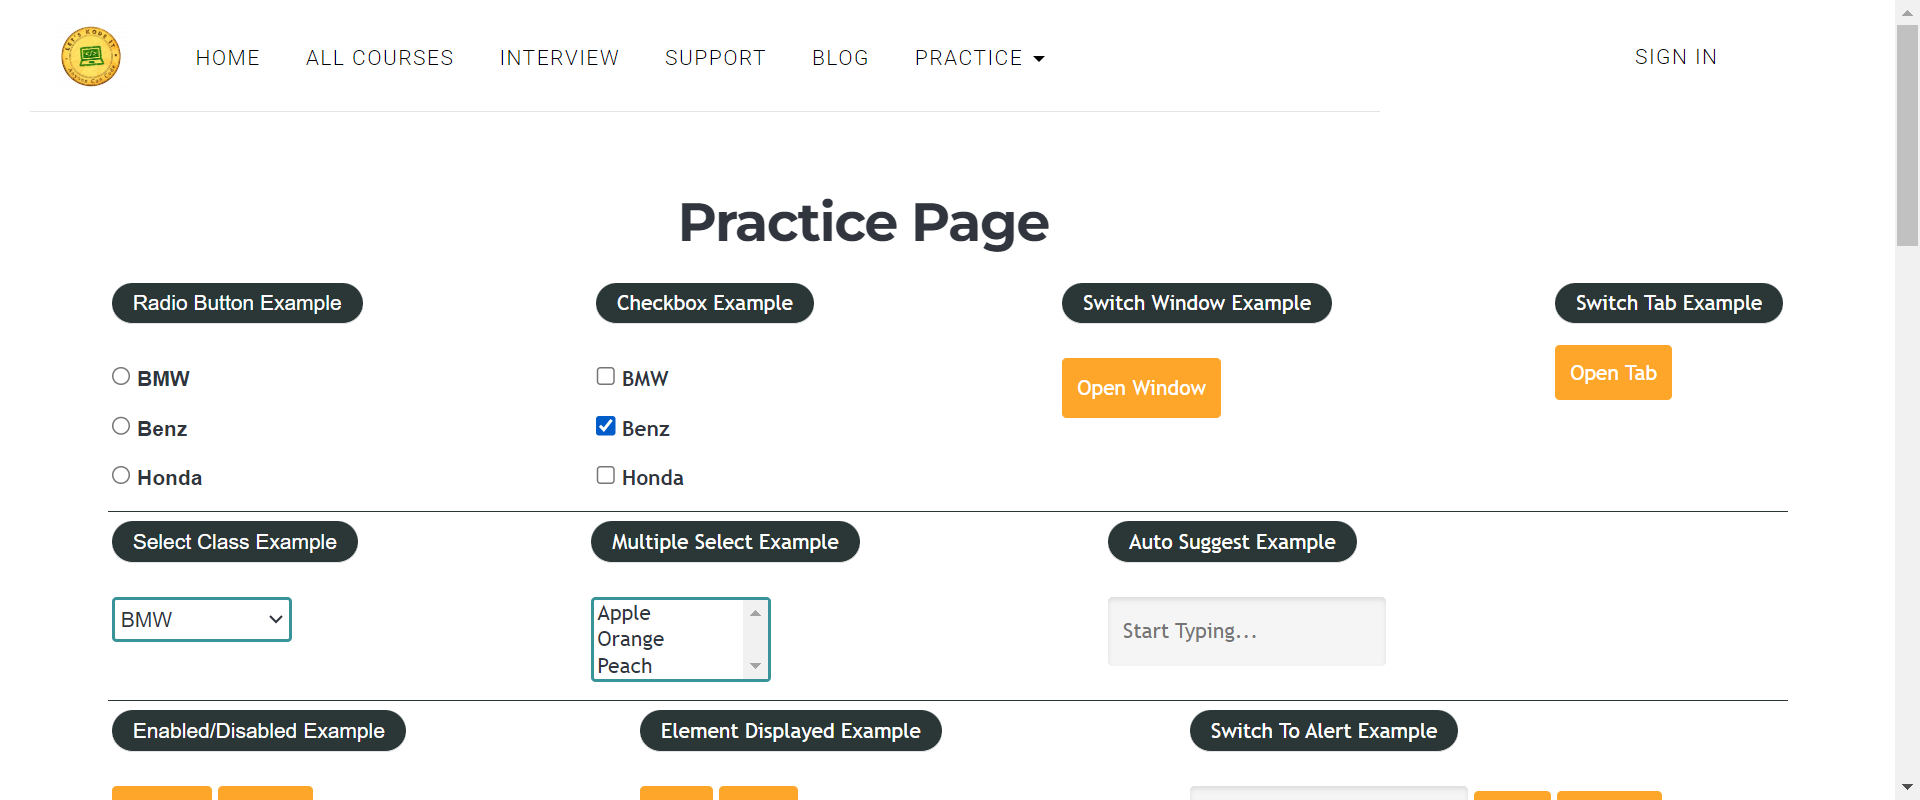 LET'S KODE IT
HOME ALL COURSES INTERVIEW SUPPORT BLOG PRACTICE SIGN IN
Practice Page
Radio Button Example Checkbox Example Switch Window Example Switch Tab Example
BMW BMW Open Window Open Tab
Benz Benz
Honda Honda
Select Class Example Multiple Select Example Auto Suggest Example
BMW Apple Start Typing...
Orange
Peach
Enabled/Disabled Example Element Displayed Example Switch To Alert Example